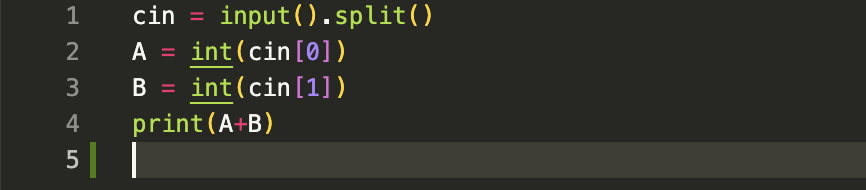 1 cin = input().split()
2 A = int(cin[0])
3 B = int(cin[1])
4 print(A+B)
5